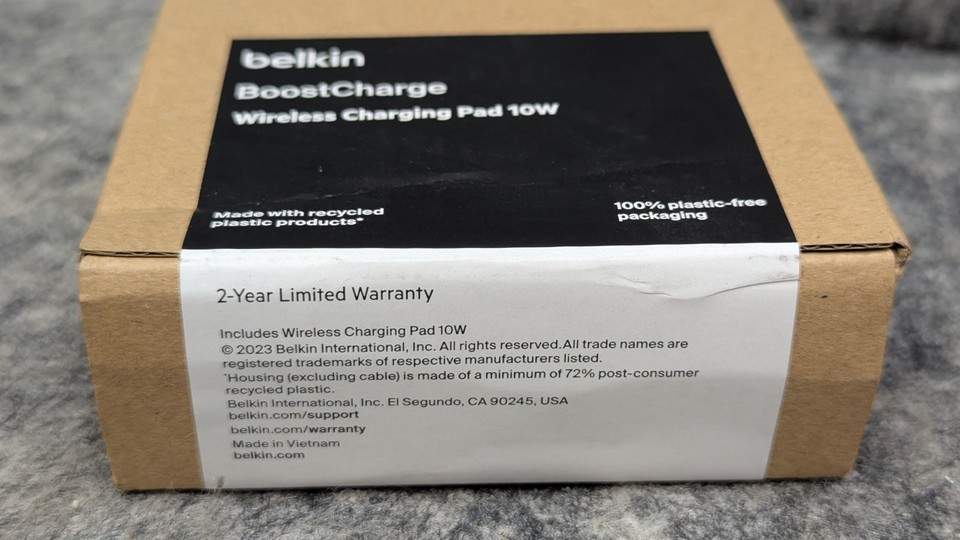 belkin
BoostCharge
Wireless Charging Pad 10W
Made with recycled
plastic products*
100% plastic-free
packaging
2-Year Limited Warranty
Includes Wireless Charging Pad 10W
© 2023 Belkin International, Inc. All rights reserved.All trade names are
registered trademarks of respective manufacturers listed.
*Housing (excluding cable) is made of a minimum of 72% post-consumer
recycled plastic.
Belkin International, Inc. El Segundo, CA 90245, USA
belkin.com/support
belkin.com/warranty
Made in Vietnam
belkin.com